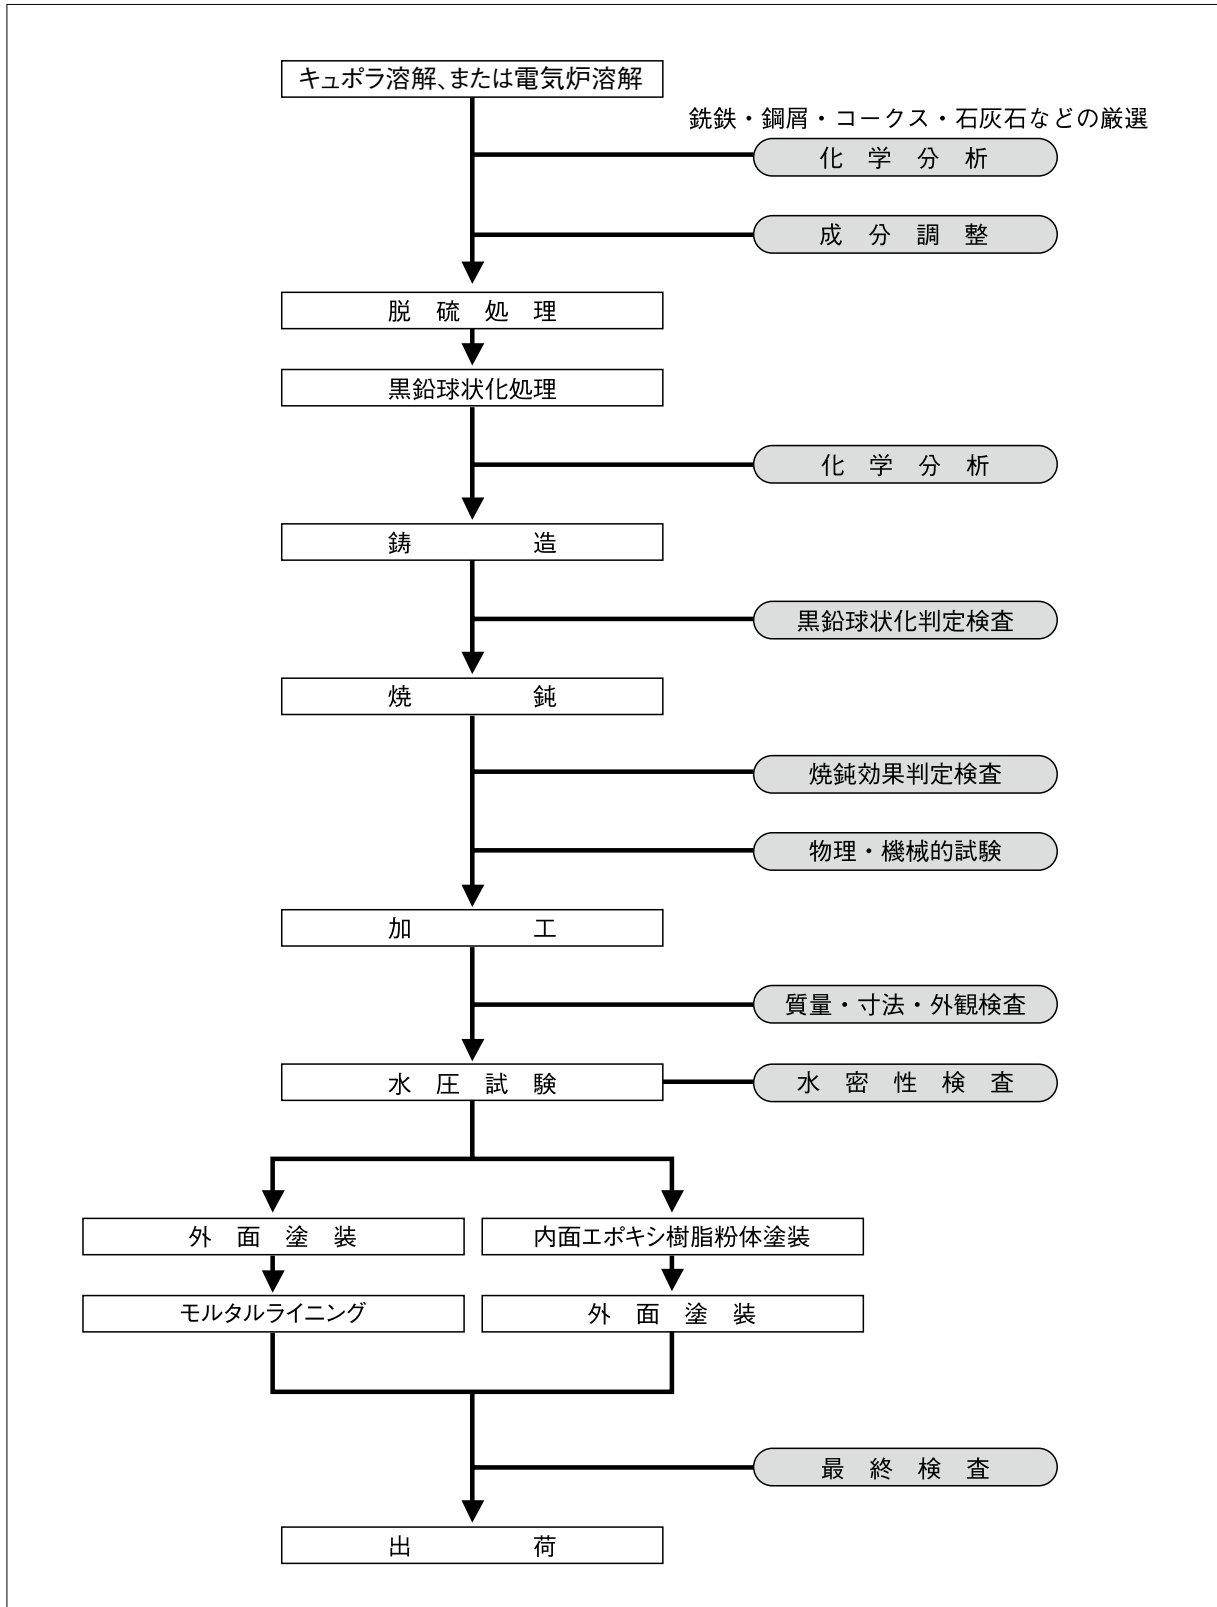 キュポラ溶解、または電気炉溶解
銑鉄・鋼屑・コークス・石灰石などの厳選
化学分析
成分調整
脱硫処理
黒鉛球状化処理
化学分析
鋳造
黒鉛球状化判定検査
焼鈍
焼鈍効果判定検査
物理・機械的試験
加工
質量・寸法・外観検査
水圧試験
水密性検査
外面塗装
内面エポキシ樹脂粉体塗装
モルタルライニング
外面塗装
最終検査
出荷